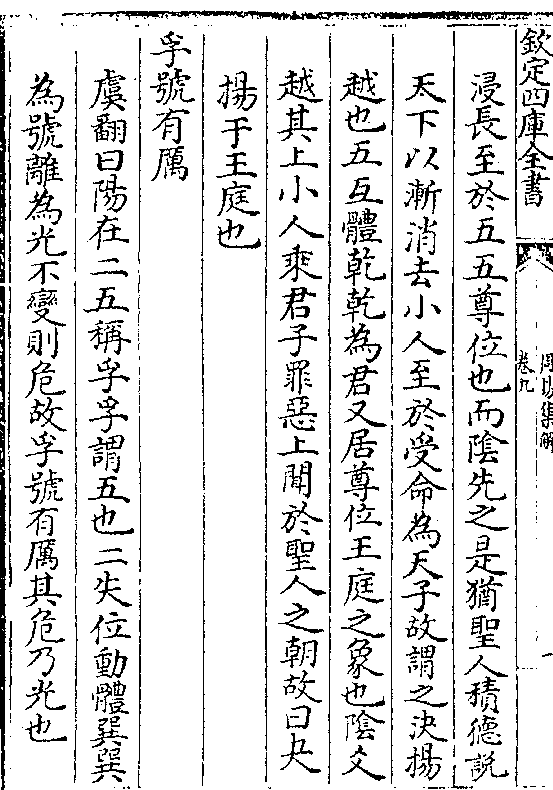 欽定四庫全書
周易集解
卷九
浸長至於五五尊位也而陰先之是猶聖人積德説
天下以漸消去小人至於受命為天子故謂之決揚
越也五互體乾乾為君又居尊位王庭之象也陰爻
越其上小人乘君子罪惡上聞於聖人之朝故曰夬
揚于王庭也
孚號有厲
虞翻曰陽在二五稱孚孚謂五也二失位動體巽巽
為號離為光不變則危故孚號有厲其危乃光也